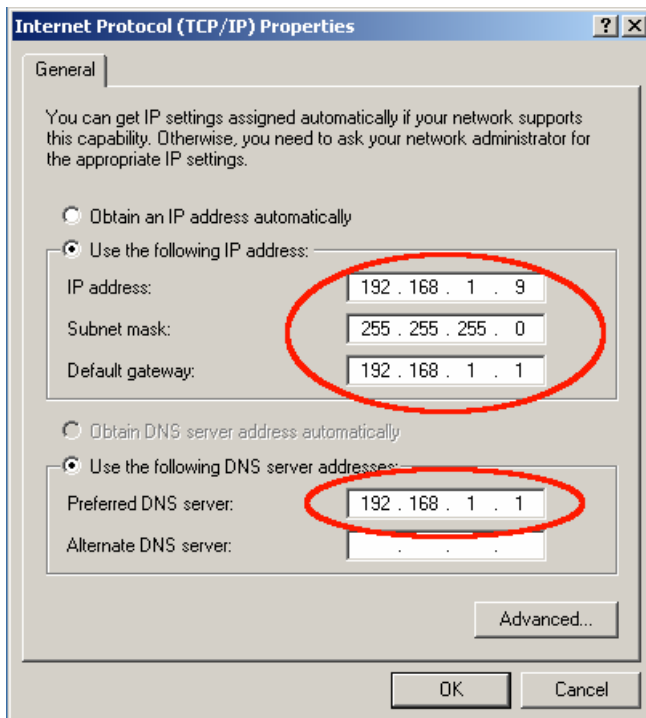 Internet Protocol (TCP/IP) Properties
General
You can get IP settings assigned automatically if your network supports
this capability. Otherwise, you need to ask your network administrator for
the appropriate IP settings.
Obtain an IP address automatically
Use the following IP address:
IP address: 192 . 168 . 1 . 9
Subnet mask: 255 . 255 . 255 . 0
Default gateway: 192 . 168 . 1 . 1
Obtain DNS server address automatically
Use the following DNS server addresses:
Preferred DNS server: 192 . 168 . 1 . 1
Alternate DNS server: . . .
Advanced...
OK Cancel